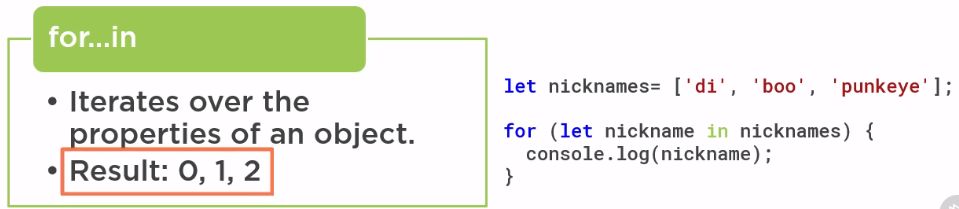 for...in
• Iterates over the
properties of an object.
• Result: 0, 1, 2
let nicknames= ['di', 'boo', 'punkeye'];
for (let nickname in nicknames) {
  console.log(nickname);
}